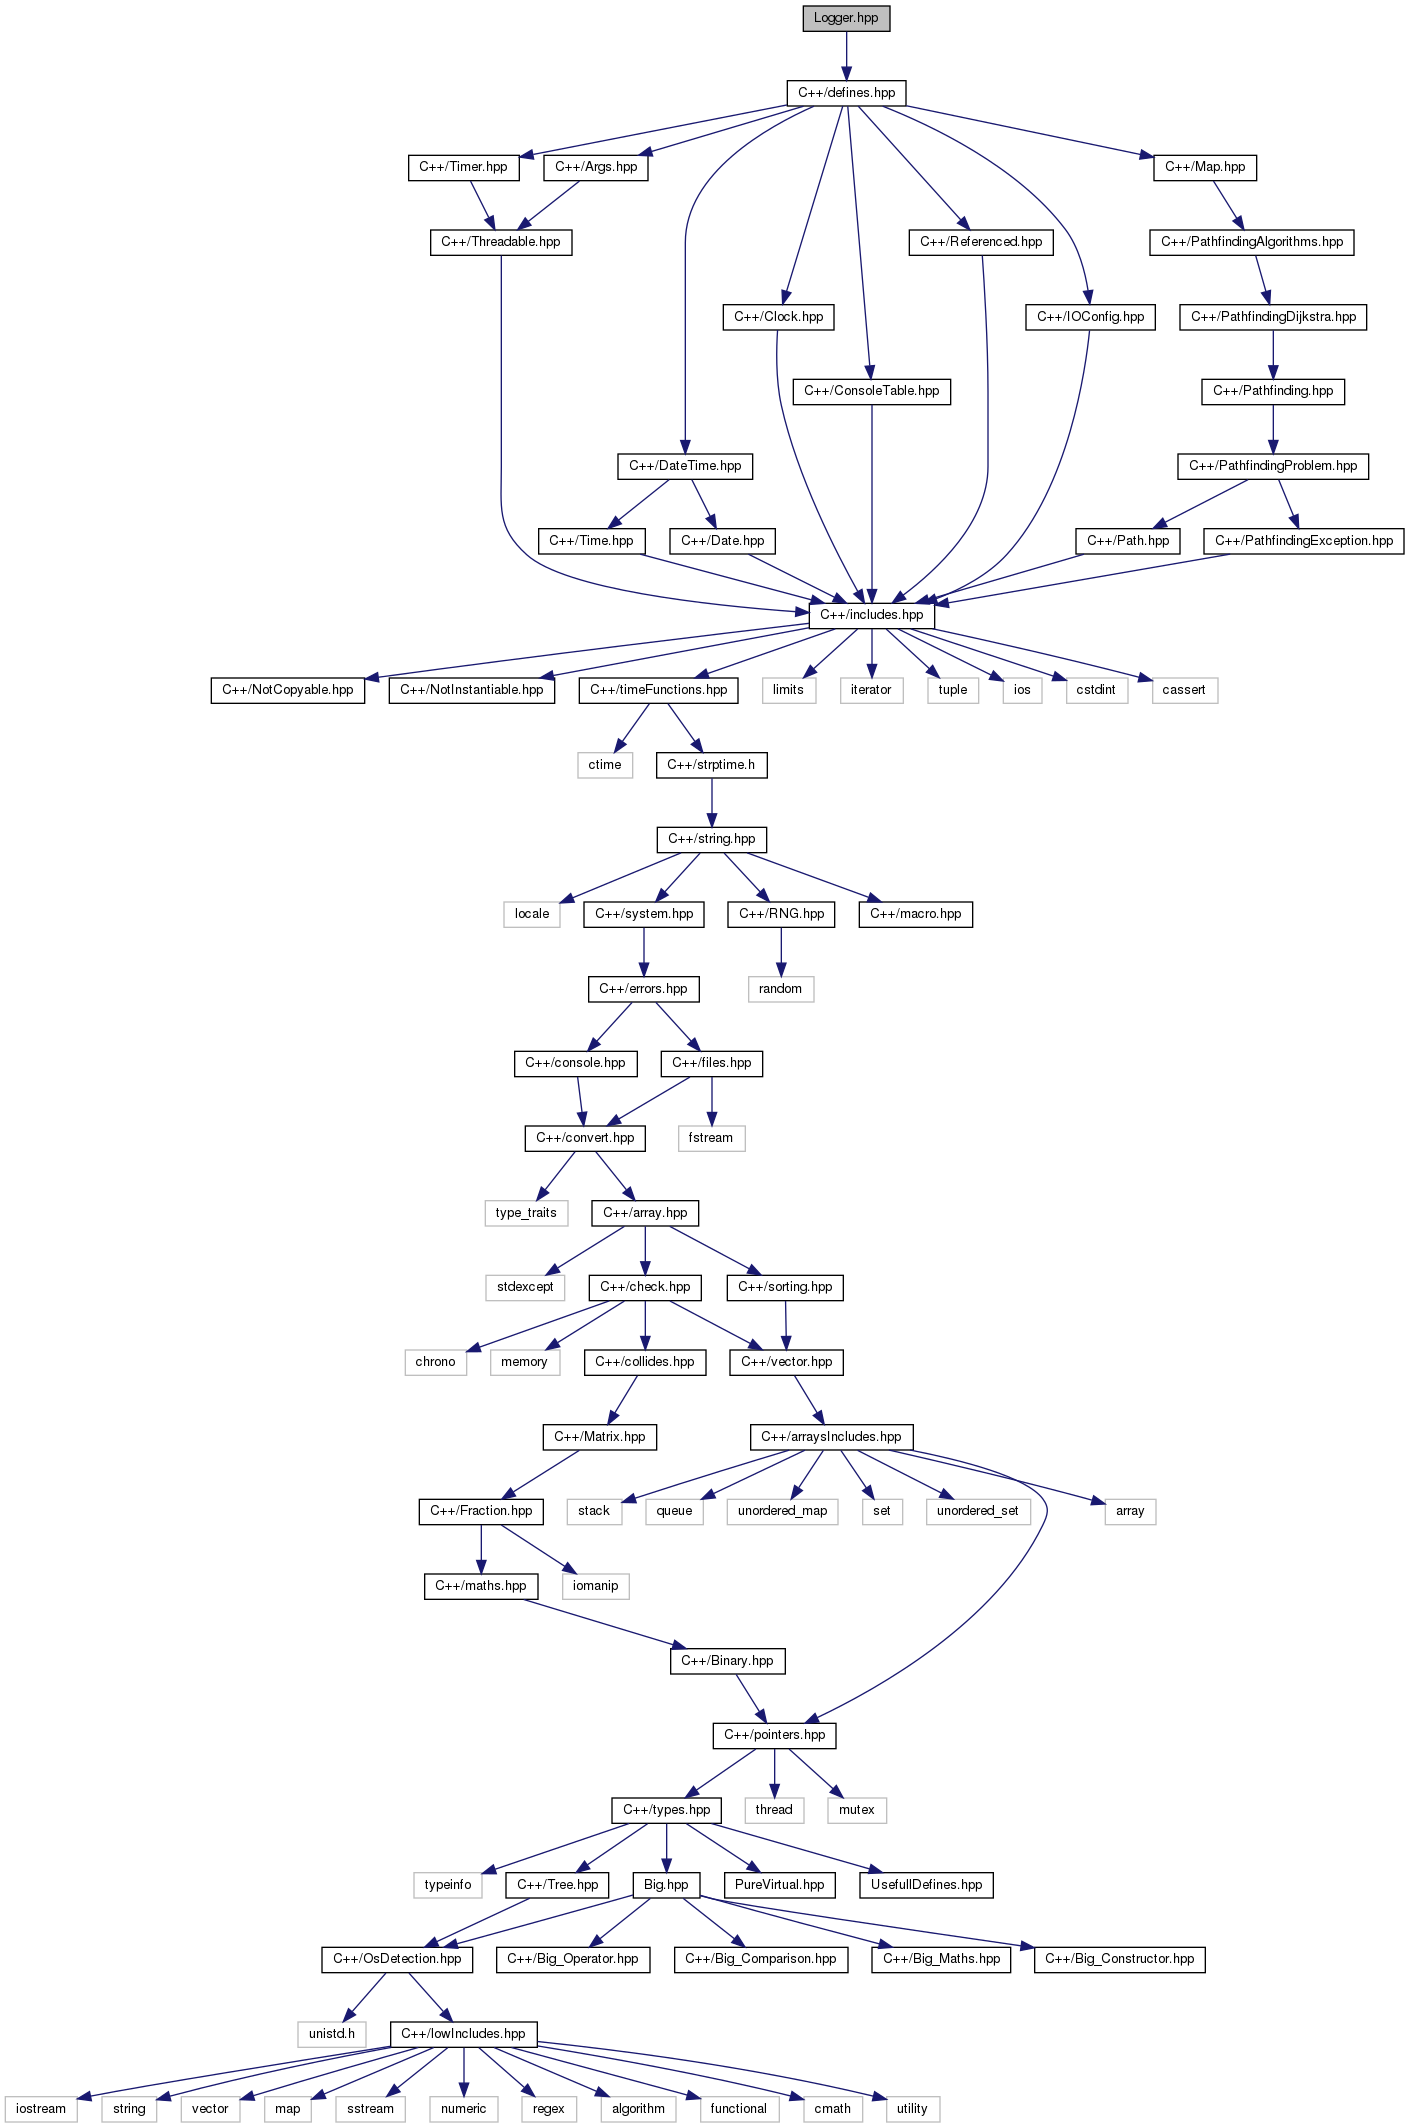 Logger.hpp
C++/defines.hpp
C++/Timer.hpp
C++/Args.hpp
C++/Map.hpp
C++/Threadable.hpp
C++/Referenced.hpp
C++/PathfindingAlgorithms.hpp
C++/Clock.hpp
C++/IOConfig.hpp
C++/PathfindingDijkstra.hpp
C++/ConsoleTable.hpp
C++/Pathfinding.hpp
C++/DateTime.hpp
C++/PathfindingProblem.hpp
C++/Time.hpp
C++/Date.hpp
C++/Path.hpp
C++/PathfindingException.hpp
C++/includes.hpp
C++/NotCopyable.hpp
C++/NotInstantiable.hpp
C++/timeFunctions.hpp
limits
iterator
tuple
ios
cstdint
cassert
ctime
C++/strptime.h
C++/string.hpp
locale
C++/system.hpp
C++/RNG.hpp
C++/macro.hpp
C++/errors.hpp
random
C++/console.hpp
C++/files.hpp
C++/convert.hpp
fstream
type_traits
C++/array.hpp
stdexcept
C++/check.hpp
C++/sorting.hpp
chrono
memory
C++/collides.hpp
C++/vector.hpp
C++/Matrix.hpp
C++/arraysIncludes.hpp
C++/Fraction.hpp
stack
queue
unordered_map
set
unordered_set
array
C++/maths.hpp
iomanip
C++/Binary.hpp
C++/pointers.hpp
C++/types.hpp
thread
mutex
typeinfo
C++/Tree.hpp
Big.hpp
PureVirtual.hpp
UsefullDefines.hpp
C++/OsDetection.hpp
C++/Big_Operator.hpp
C++/Big_Comparison.hpp
C++/Big_Maths.hpp
C++/Big_Constructor.hpp
unistd.h
C++/lowIncludes.hpp
iostream
string
vector
map
sstream
numeric
regex
algorithm
functional
cmath
utility